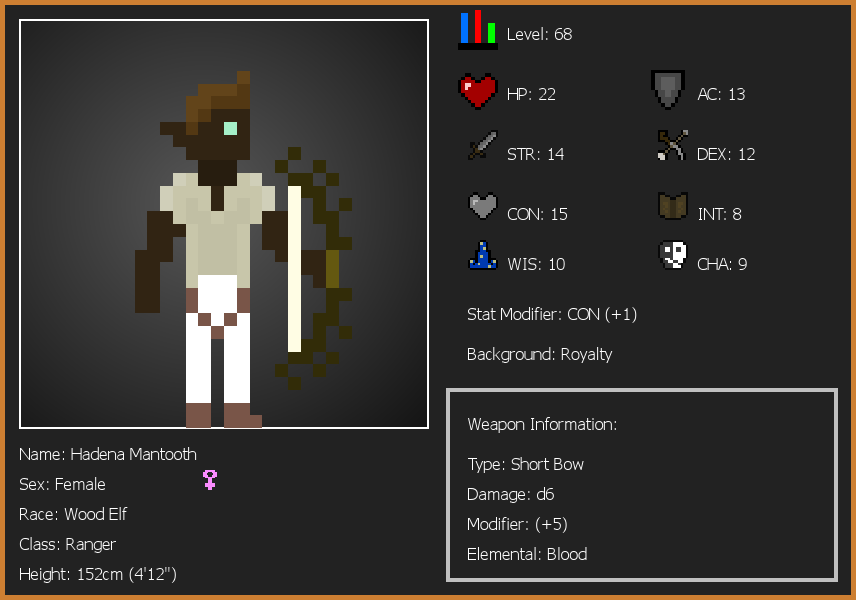 Level: 68
HP: 22
AC: 13
STR: 14
DEX: 12
CON: 15
INT: 8
WIS: 10
CHA: 9
Stat Modifier: CON (+1)
Background: Royalty
Weapon Information:
Type: Short Bow
Damage: d6
Modifier: (+5)
Elemental: Blood
Name: Hadena Mantooth
Sex: Female
Race: Wood Elf
Class: Ranger
Height: 152cm (4'12")